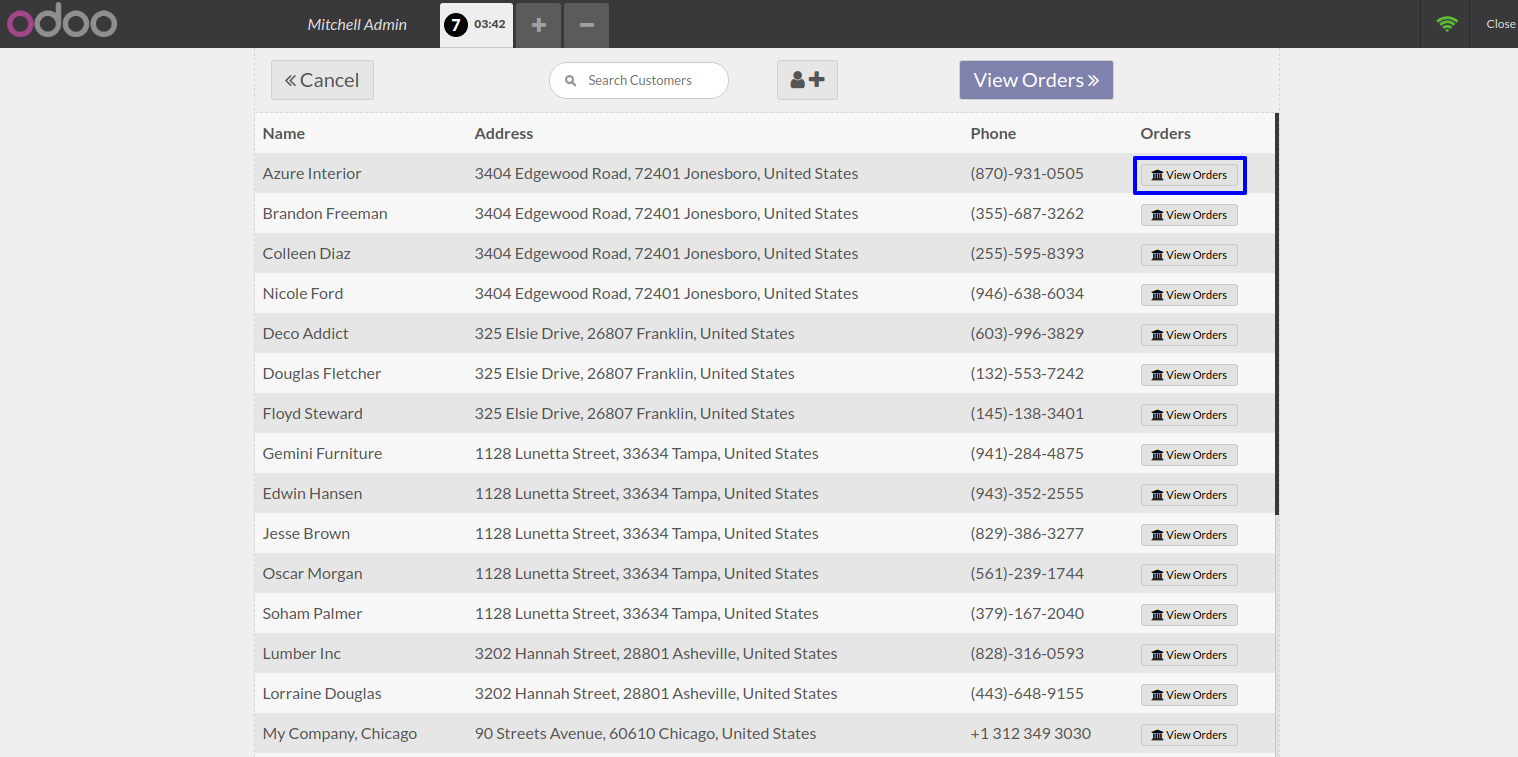 odoo Mitchell Admin 7 03:42 Close
Cancel Search Customers View Orders
Name Address Phone Orders
Azure Interior 3404 Edgewood Road, 72401 Jonesboro, United States (870)-931-0505 View Orders
Brandon Freeman 3404 Edgewood Road, 72401 Jonesboro, United States (355)-687-3262 View Orders
Colleen Diaz 3404 Edgewood Road, 72401 Jonesboro, United States (255)-595-8393 View Orders
Nicole Ford 3404 Edgewood Road, 72401 Jonesboro, United States (946)-638-6034 View Orders
Deco Addict 325 Elsie Drive, 26807 Franklin, United States (603)-996-3829 View Orders
Douglas Fletcher 325 Elsie Drive, 26807 Franklin, United States (132)-553-7242 View Orders
Floyd Steward 325 Elsie Drive, 26807 Franklin, United States (145)-138-3401 View Orders
Gemini Furniture 1128 Lunetta Street, 33634 Tampa, United States (941)-284-4875 View Orders
Edwin Hansen 1128 Lunetta Street, 33634 Tampa, United States (943)-352-2555 View Orders
Jesse Brown 1128 Lunetta Street, 33634 Tampa, United States (829)-386-3277 View Orders
Oscar Morgan 1128 Lunetta Street, 33634 Tampa, United States (561)-239-1744 View Orders
Soham Palmer 1128 Lunetta Street, 33634 Tampa, United States (379)-167-2040 View Orders
Lumber Inc 3202 Hannah Street, 28801 Asheville, United States (828)-316-0593 View Orders
Lorraine Douglas 3202 Hannah Street, 28801 Asheville, United States (443)-648-9155 View Orders
My Company, Chicago 90 Streets Avenue, 60610 Chicago, United States +1 312 349 3030 View Orders